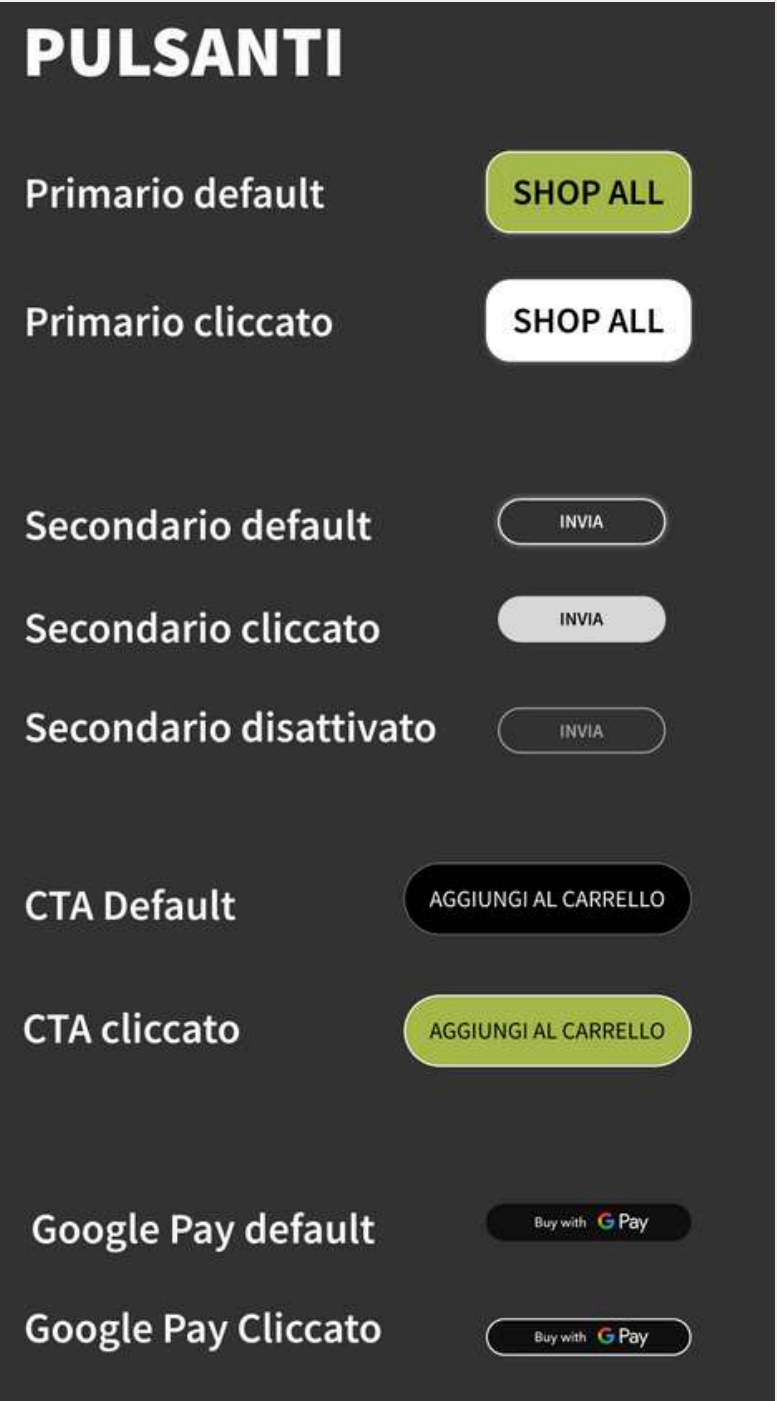 PULSANTI
Primario default
SHOP ALL
Primario cliccato
SHOP ALL
Secondario default
INVIA
Secondario cliccato
INVIA
Secondario disattivato
INVIA
CTA Default
AGGIUNGI AL CARRELLO
CTA cliccato
AGGIUNGI AL CARRELLO
Google Pay default
Buy with G Pay
Google Pay Cliccato
Buy with G Pay